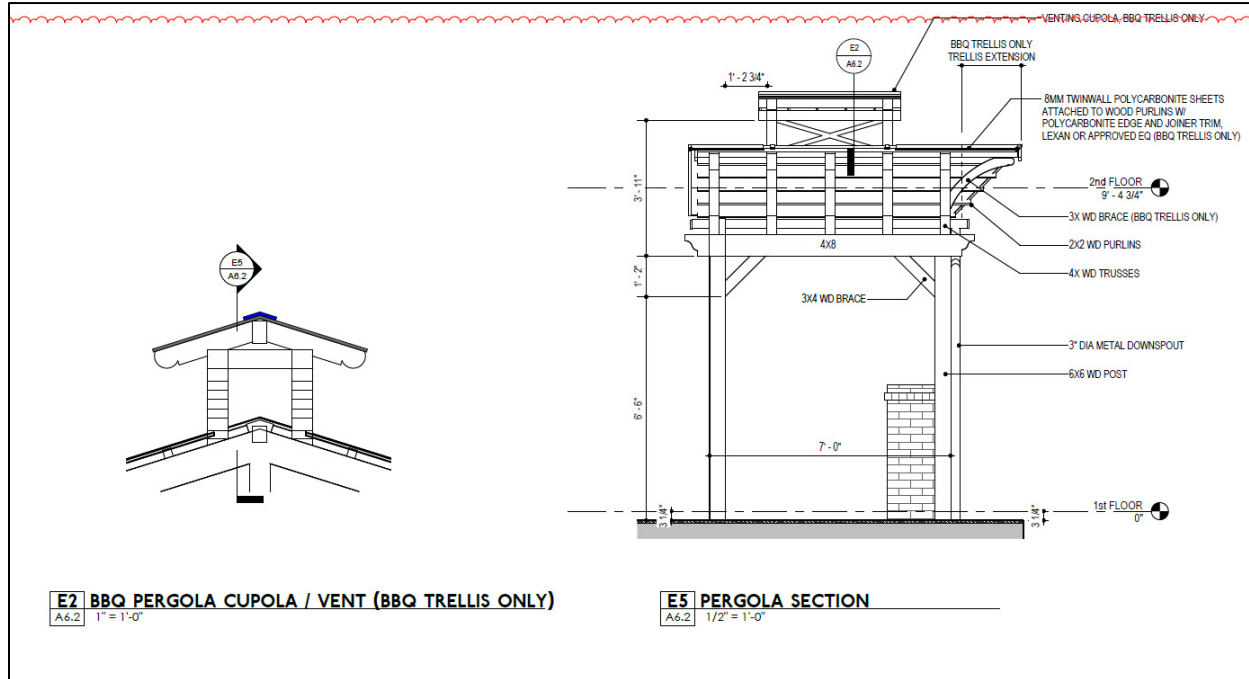 VENTING CUPOLA, BBQ TRELLIS ONLY
E2
A6.2
BBQ TRELLIS ONLY
TRELLIS EXTENSION
1' - 2 3/4"
8MM TWINWALL POLYCARBONITE SHEETS
ATTACHED TO WOOD PURLINS W/
POLYCARBONITE EDGE AND JOINER TRIM,
LEXAN OR APPROVED EQ (BBQ TRELLIS ONLY)
3' - 11"
2nd FLOOR
9' - 4 3/4"
3X WD BRACE (BBQ TRELLIS ONLY)
2X2 WD PURLINS
4X8
4X WD TRUSSES
E5
A6.2
1' - 2"
3X4 WD BRACE
3" DIA METAL DOWNSPOUT
6X6 WD POST
6' - 6"
7' - 0"
3 1/4"
3 1/4"
1st FLOOR
0"
E2 BBQ PERGOLA CUPOLA / VENT (BBQ TRELLIS ONLY)
A6.2 1" = 1'-0"
E5 PERGOLA SECTION
A6.2 1/2" = 1'-0"